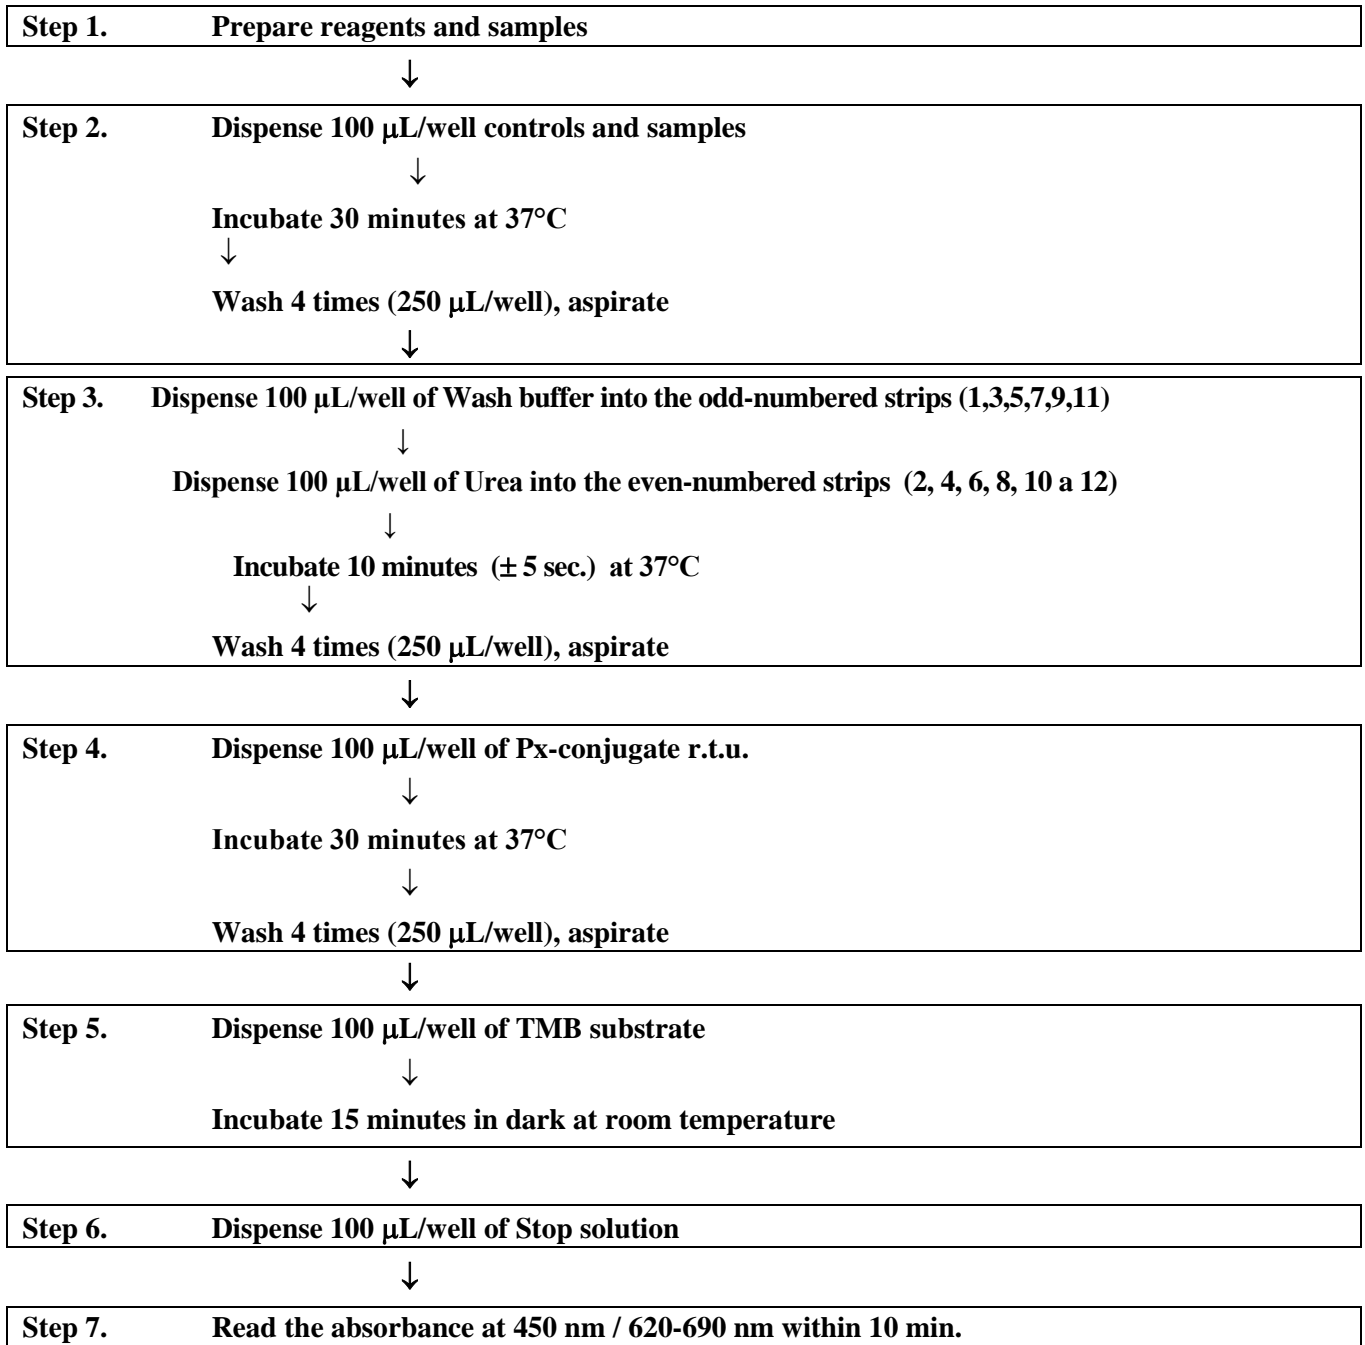 Step 1. Prepare reagents and samples
↓
Step 2. Dispense 100 µL/well controls and samples
↓
Incubate 30 minutes at 37°C
↓
Wash 4 times (250 µL/well), aspirate
↓
Step 3. Dispense 100 µL/well of Wash buffer into the odd-numbered strips (1,3,5,7,9,11)
↓
Dispense 100 µL/well of Urea into the even-numbered strips (2, 4, 6, 8, 10 a 12)
↓
Incubate 10 minutes (± 5 sec.) at 37°C
↓
Wash 4 times (250 µL/well), aspirate
↓
Step 4. Dispense 100 µL/well of Px-conjugate r.t.u.
↓
Incubate 30 minutes at 37°C
↓
Wash 4 times (250 µL/well), aspirate
↓
Step 5. Dispense 100 µL/well of TMB substrate
↓
Incubate 15 minutes in dark at room temperature
↓
Step 6. Dispense 100 µL/well of Stop solution
↓
Step 7. Read the absorbance at 450 nm / 620-690 nm within 10 min.